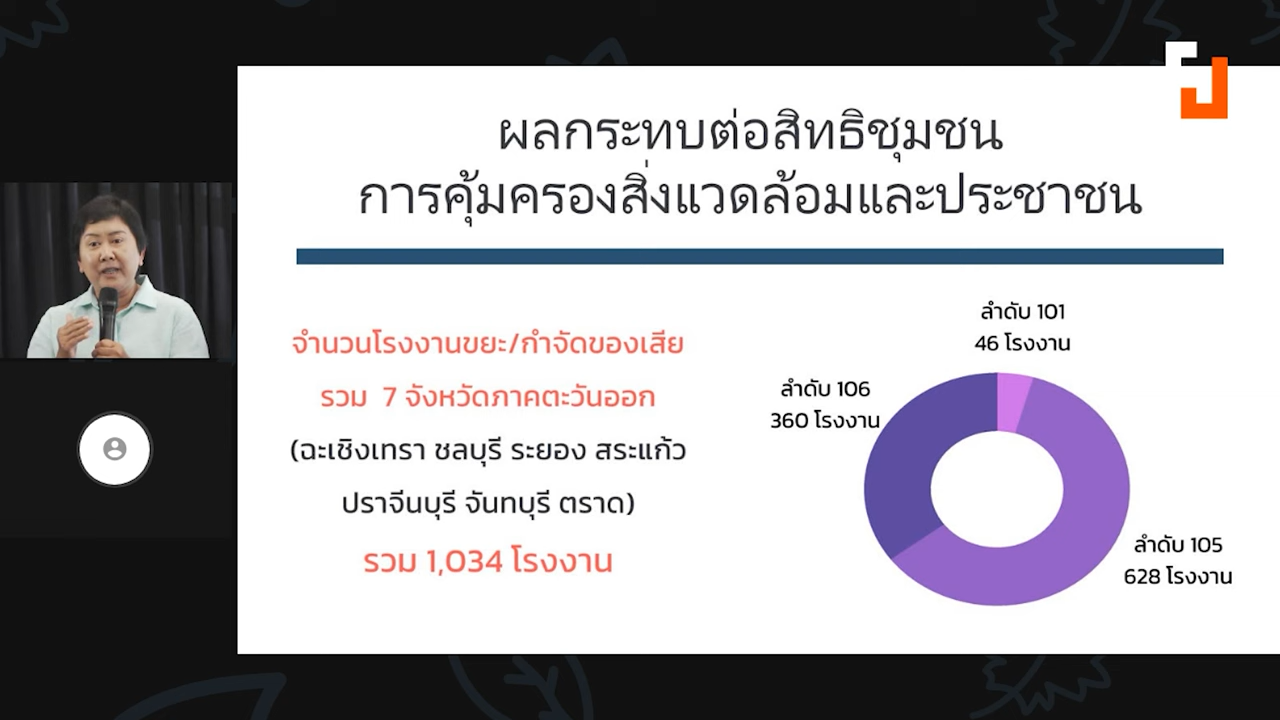 ผลกระทบต่อสิทธิชุมชน
การคุ้มครองสิ่งแวดล้อมและประชาชน
จำนวนโรงงานขยะ/กำจัดของเสีย
รวม 7 จังหวัดภาคตะวันออก
(ฉะเชิงเทรา ชลบุรี ระยอง สระแก้ว
ปราจีนบุรี จันทบุรี ตราด)
รวม 1,034 โรงงาน
ลำดับ 101
46 โรงงาน
ลำดับ 106
360 โรงงาน
ลำดับ 105
628 โรงงาน